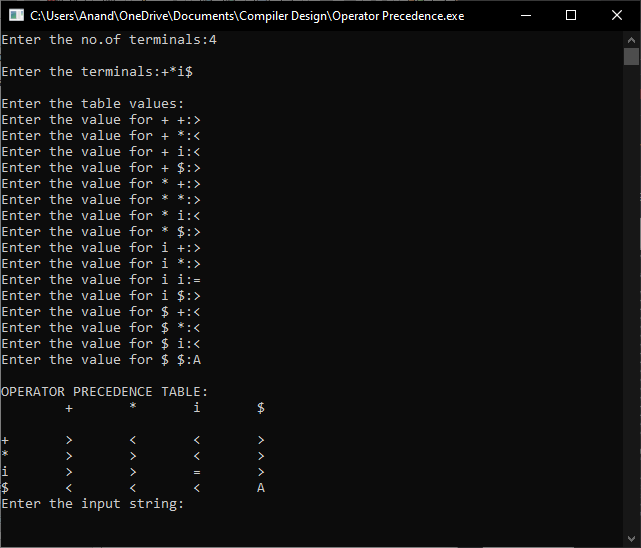 C:\Users\Anand\OneDrive\Documents\Compiler Design\Operator Precedence.exe
Enter the no.of terminals:4
Enter the terminals:+*i$
Enter the table values:
Enter the value for + +:>
Enter the value for + *:<
Enter the value for + i:<
Enter the value for + $:>
Enter the value for * +:>
Enter the value for * *:>
Enter the value for * i:<
Enter the value for * $:>
Enter the value for i +:>
Enter the value for i *:>
Enter the value for i i:=
Enter the value for i $:>
Enter the value for $ +:<
Enter the value for $ *:<
Enter the value for $ i:<
Enter the value for $ $:A
OPERATOR PRECEDENCE TABLE:
+ * i $
+ > < < >
* > > < >
i > > = >
$ < < < A
Enter the input string: